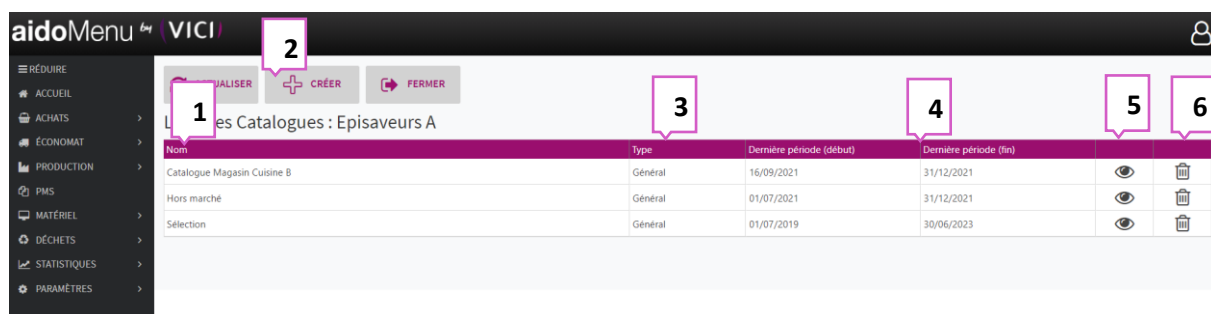 aidoMenu by (VICI)
2
RÉDUIRE
UALISER CRÉER FERMER
ACCUEIL
1 3 4 5 6
ACHATS
L es Catalogues : Episaveurs A
ÉCONOMAT
Nom Type Dernière période (début) Dernière période (fin)
PRODUCTION
Catalogue Magasin Cuisine B Général 16/09/2021 31/12/2021
PMS
Hors marché Général 01/07/2021 31/12/2021
MATÉRIEL
Sélection Général 01/07/2019 30/06/2023
DÉCHETS
STATISTIQUES
PARAMÈTRES